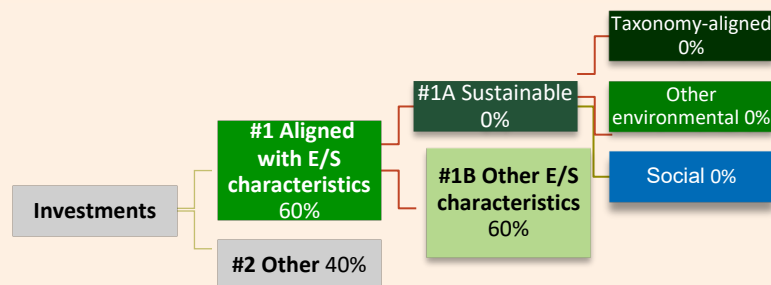 Investments
#1 Aligned
with E/S
characteristics
60%
#2 Other 40%
#1A Sustainable
0%
#1B Other E/S
characteristics
60%
Taxonomy-aligned
0%
Other
environmental 0%
Social 0%